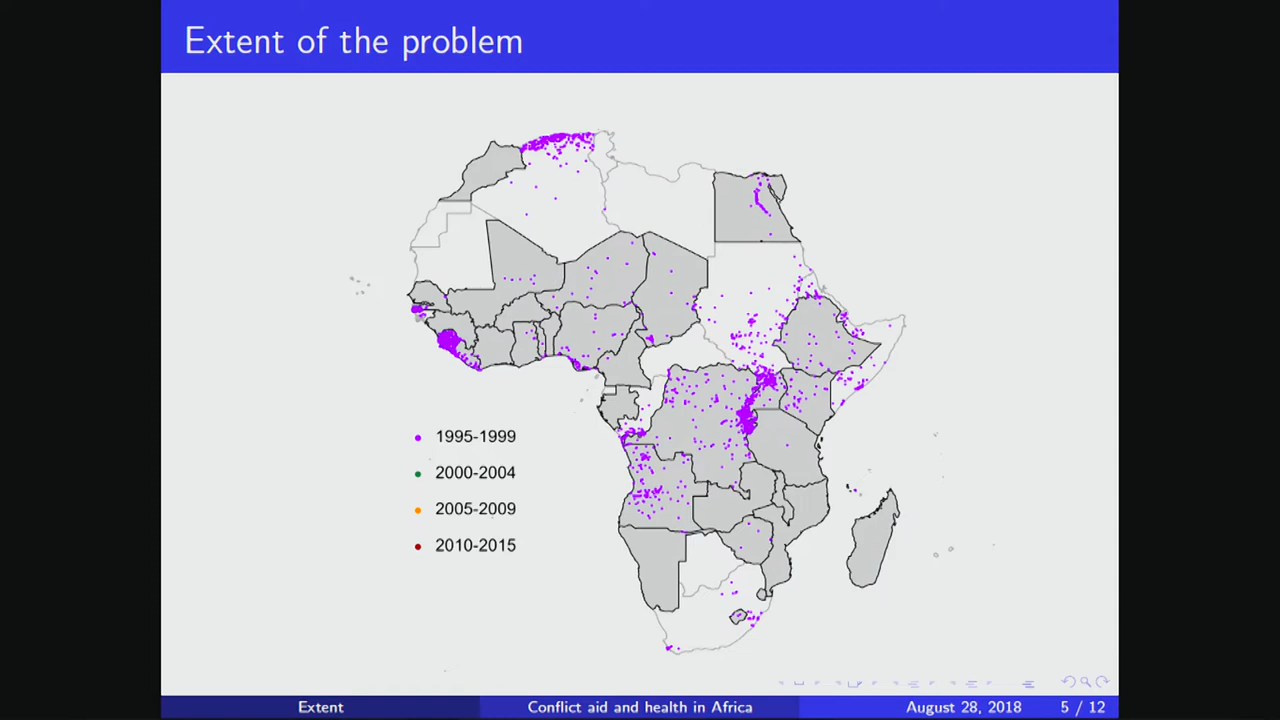 Extent of the problem
1995-1999
2000-2004
2005-2009
2010-2015
Extent
Conflict aid and health in Africa
August 28, 2018
5 / 12